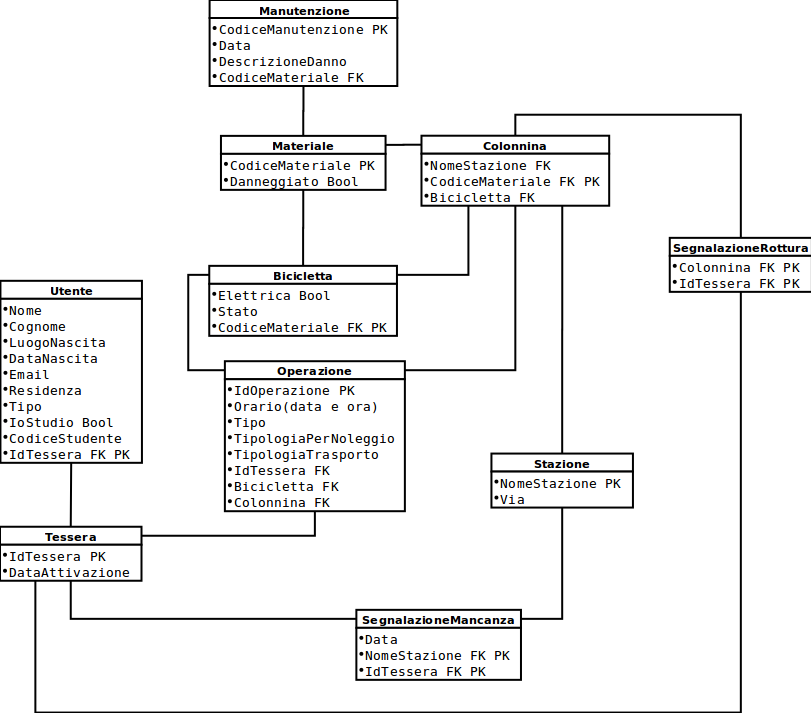 Manutenzione
•CodiceManutenzione PK
•Data
•DescrizioneDanno
•CodiceMateriale FK
Materiale
•CodiceMateriale PK
•Danneggiato Bool
Colonnina
•NomeStazione FK
•CodiceMateriale FK PK
•Bicicletta FK
SegnalazioneRottura
•Colonnina FK PK
•IdTessera FK PK
Bicicletta
•Elettrica Bool
•Stato
•CodiceMateriale FK PK
Utente
•Nome
•Cognome
•LuogoNascita
•DataNascita
•Email
•Residenza
•Tipo
•IoStudio Bool
•CodiceStudente
•IdTessera FK PK
Operazione
•IdOperazione PK
•Orario(data e ora)
•Tipo
•TipologiaPerNoleggio
•TipologiaTrasporto
•IdTessera FK
•Bicicletta FK
•Colonnina FK
Stazione
•NomeStazione PK
•Via
Tessera
•IdTessera PK
•DataAttivazione
SegnalazioneMancanza
•Data
•NomeStazione FK PK
•IdTessera FK PK